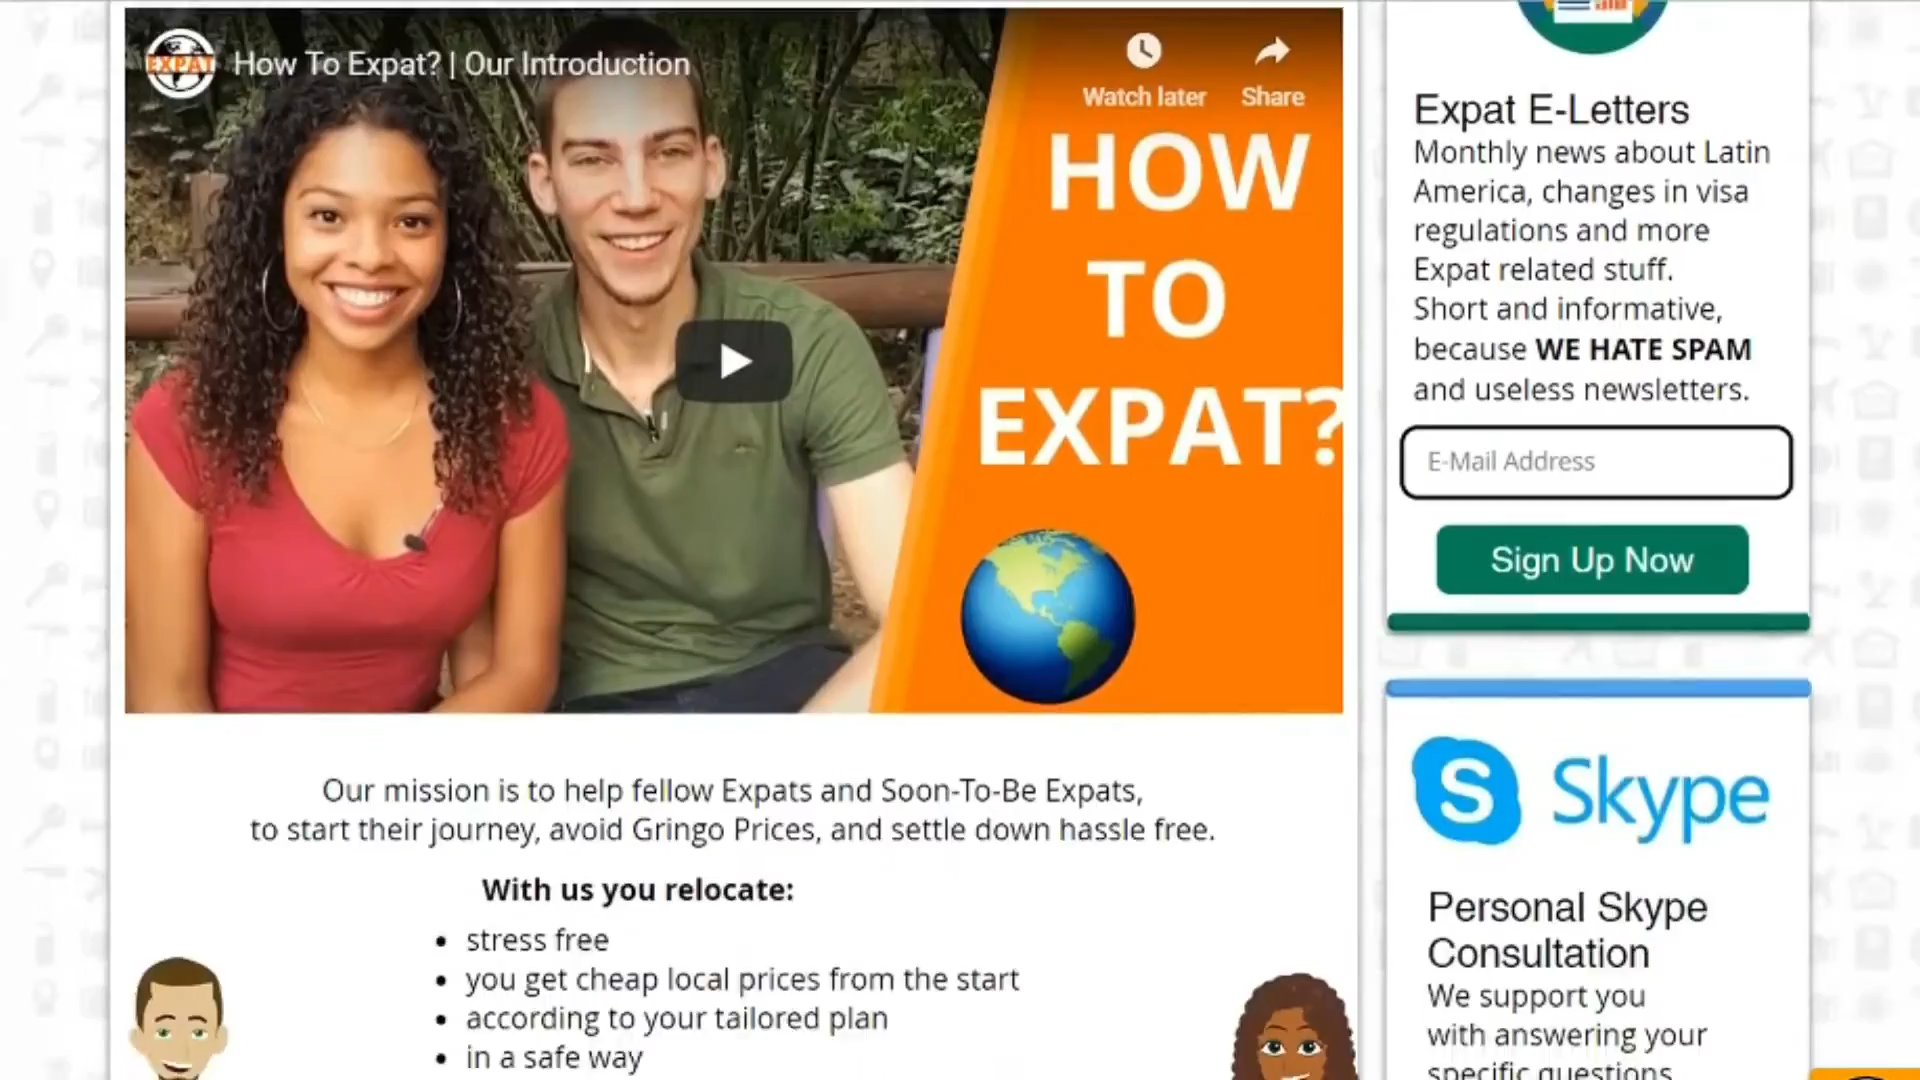 EXPAT
How To Expat? | Our Introduction
Watch later
Share
HOW
TO
EXPAT?
Our mission is to help fellow Expats and Soon-To-Be Expats,
to start their journey, avoid Gringo Prices, and settle down hassle free.
With us you relocate:
• stress free
• you get cheap local prices from the start
• according to your tailored plan
• in a safe way
Expat E-Letters
Monthly news about Latin
America, changes in visa
regulations and more
Expat related stuff.
Short and informative,
because WE HATE SPAM
and useless newsletters.
E-Mail Address
Sign Up Now
S Skype
Personal Skype
Consultation
We support you
with answering your
specific questions